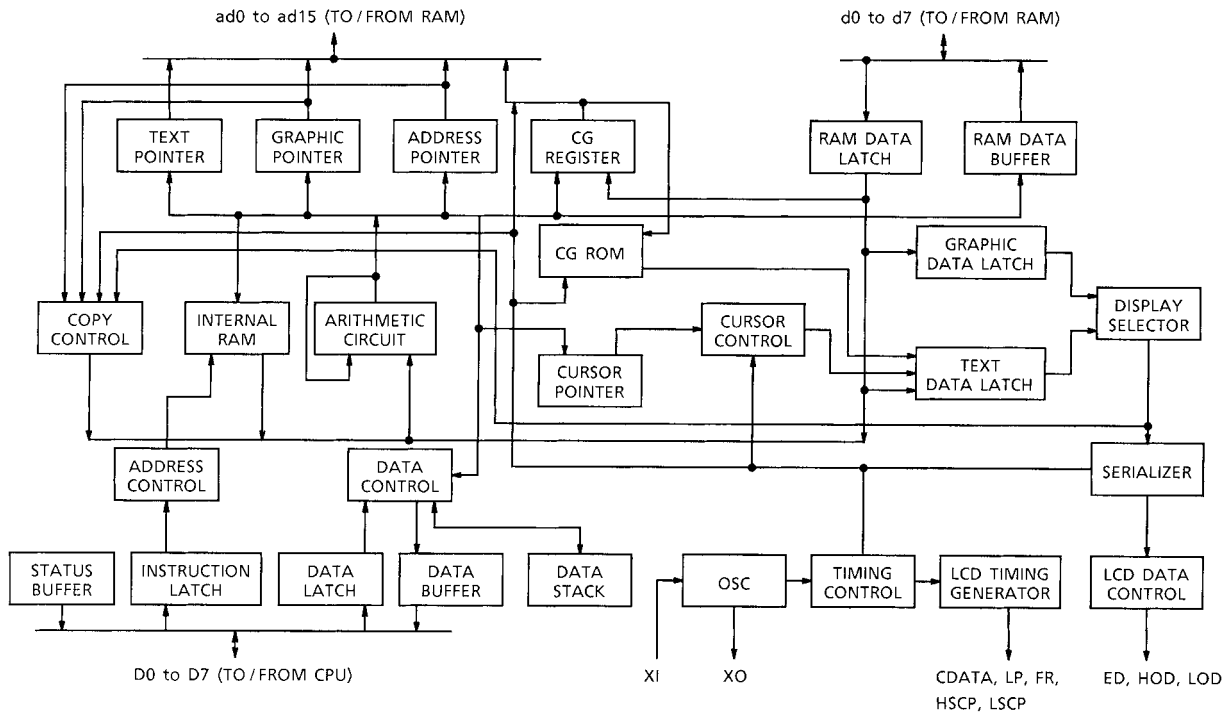 ad0 to ad15 (TO/FROM RAM)
d0 to d7 (TO/FROM RAM)
TEXT
POINTER
GRAPHIC
POINTER
ADDRESS
POINTER
CG
REGISTER
RAM DATA
LATCH
RAM DATA
BUFFER
CG ROM
GRAPHIC
DATA LATCH
COPY
CONTROL
INTERNAL
RAM
ARITHMETIC
CIRCUIT
CURSOR
CONTROL
DISPLAY
SELECTOR
CURSOR
POINTER
TEXT
DATA LATCH
ADDRESS
CONTROL
DATA
CONTROL
SERIALIZER
STATUS
BUFFER
INSTRUCTION
LATCH
DATA
LATCH
DATA
BUFFER
DATA
STACK
OSC
TIMING
CONTROL
LCD TIMING
GENERATOR
LCD DATA
CONTROL
D0 to D7 (TO/FROM CPU)
XI
XO
CDATA, LP, FR,
HSCP, LSCP
ED, HOD, LOD